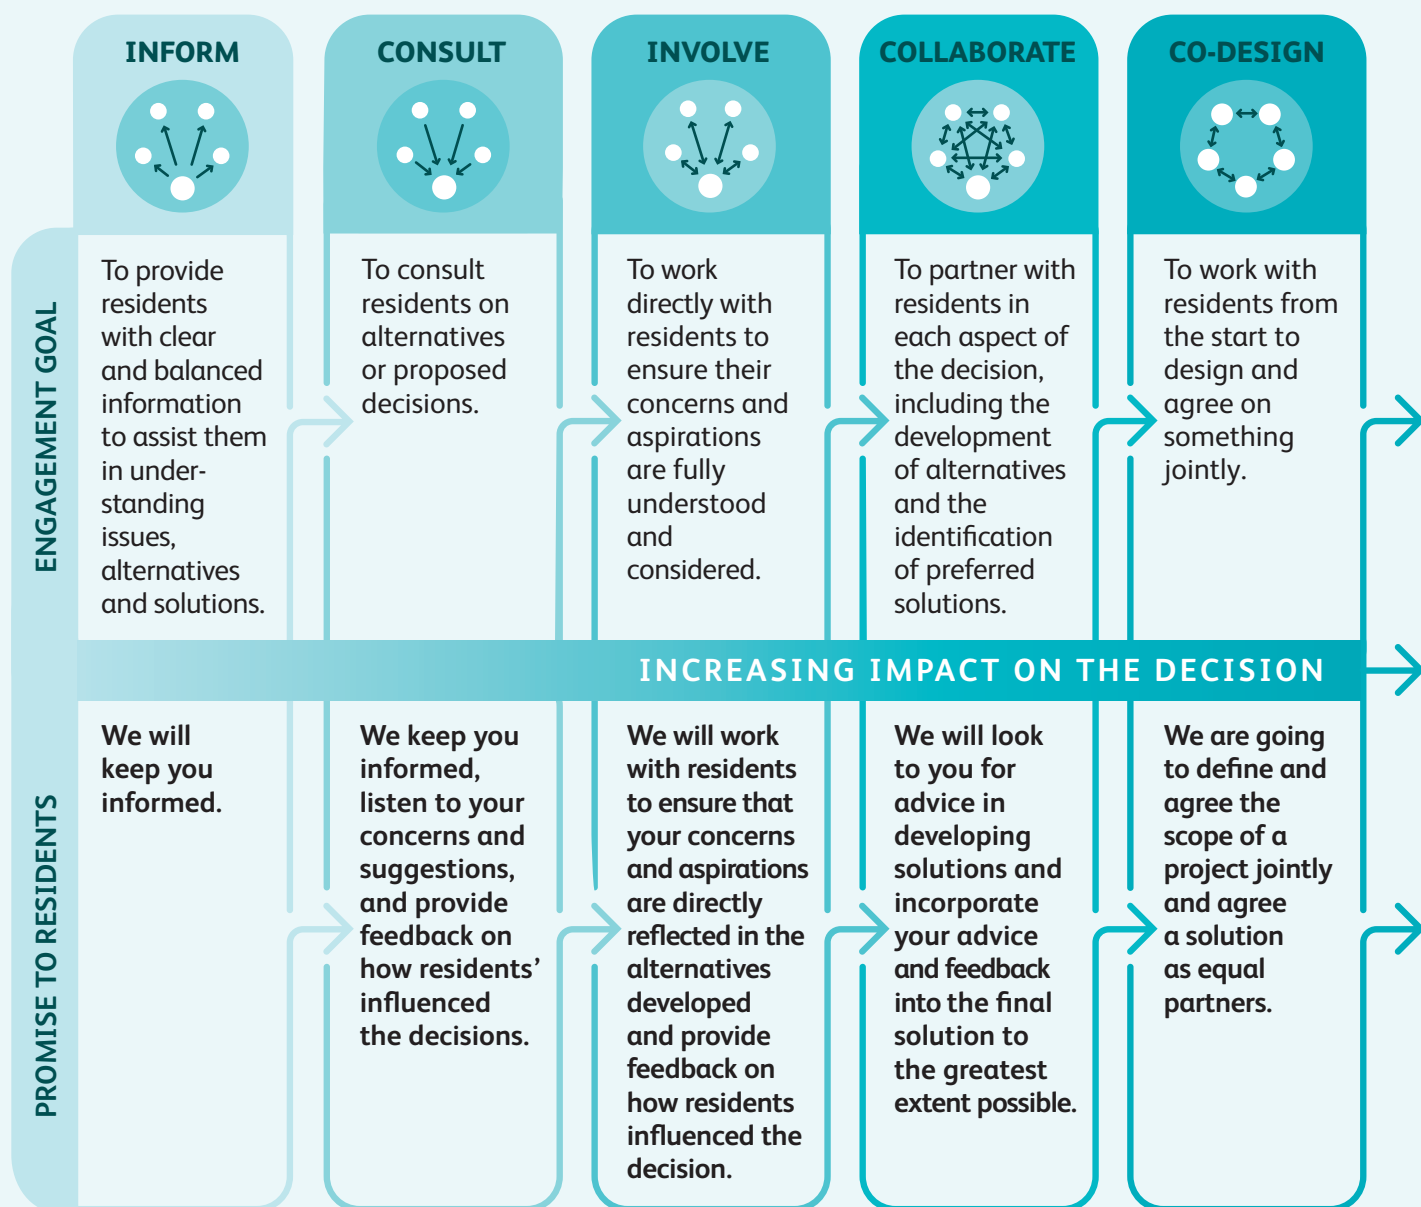 INFORM
CONSULT
INVOLVE
COLLABORATE
CO-DESIGN
ENGAGEMENT GOAL
To provide
residents
with clear
and balanced
information
to assist them
in under-
standing
issues,
alternatives
and solutions.
To consult
residents on
alternatives
or proposed
decisions.
To work
directly with
residents to
ensure their
concerns and
aspirations
are fully
understood
and
considered.
To partner with
residents in
each aspect of
the decision,
including the
development
of alternatives
and the
identification
of preferred
solutions.
To work with
residents from
the start to
design and
agree on
something
jointly.
INCREASING IMPACT ON THE DECISION
PROMISE TO RESIDENTS
We will
keep you
informed.
We keep you
informed,
listen to your
concerns and
suggestions,
and provide
feedback on
how residents’
influenced
the decisions.
We will work
with residents
to ensure that
your concerns
and aspirations
are directly
reflected in the
alternatives
developed
and provide
feedback on
how residents
influenced the
decision.
We will look
to you for
advice in
developing
solutions and
incorporate
your advice
and feedback
into the final
solution to
the greatest
extent possible.
We are going
to define and
agree the
scope of a
project jointly
and agree
a solution
as equal
partners.